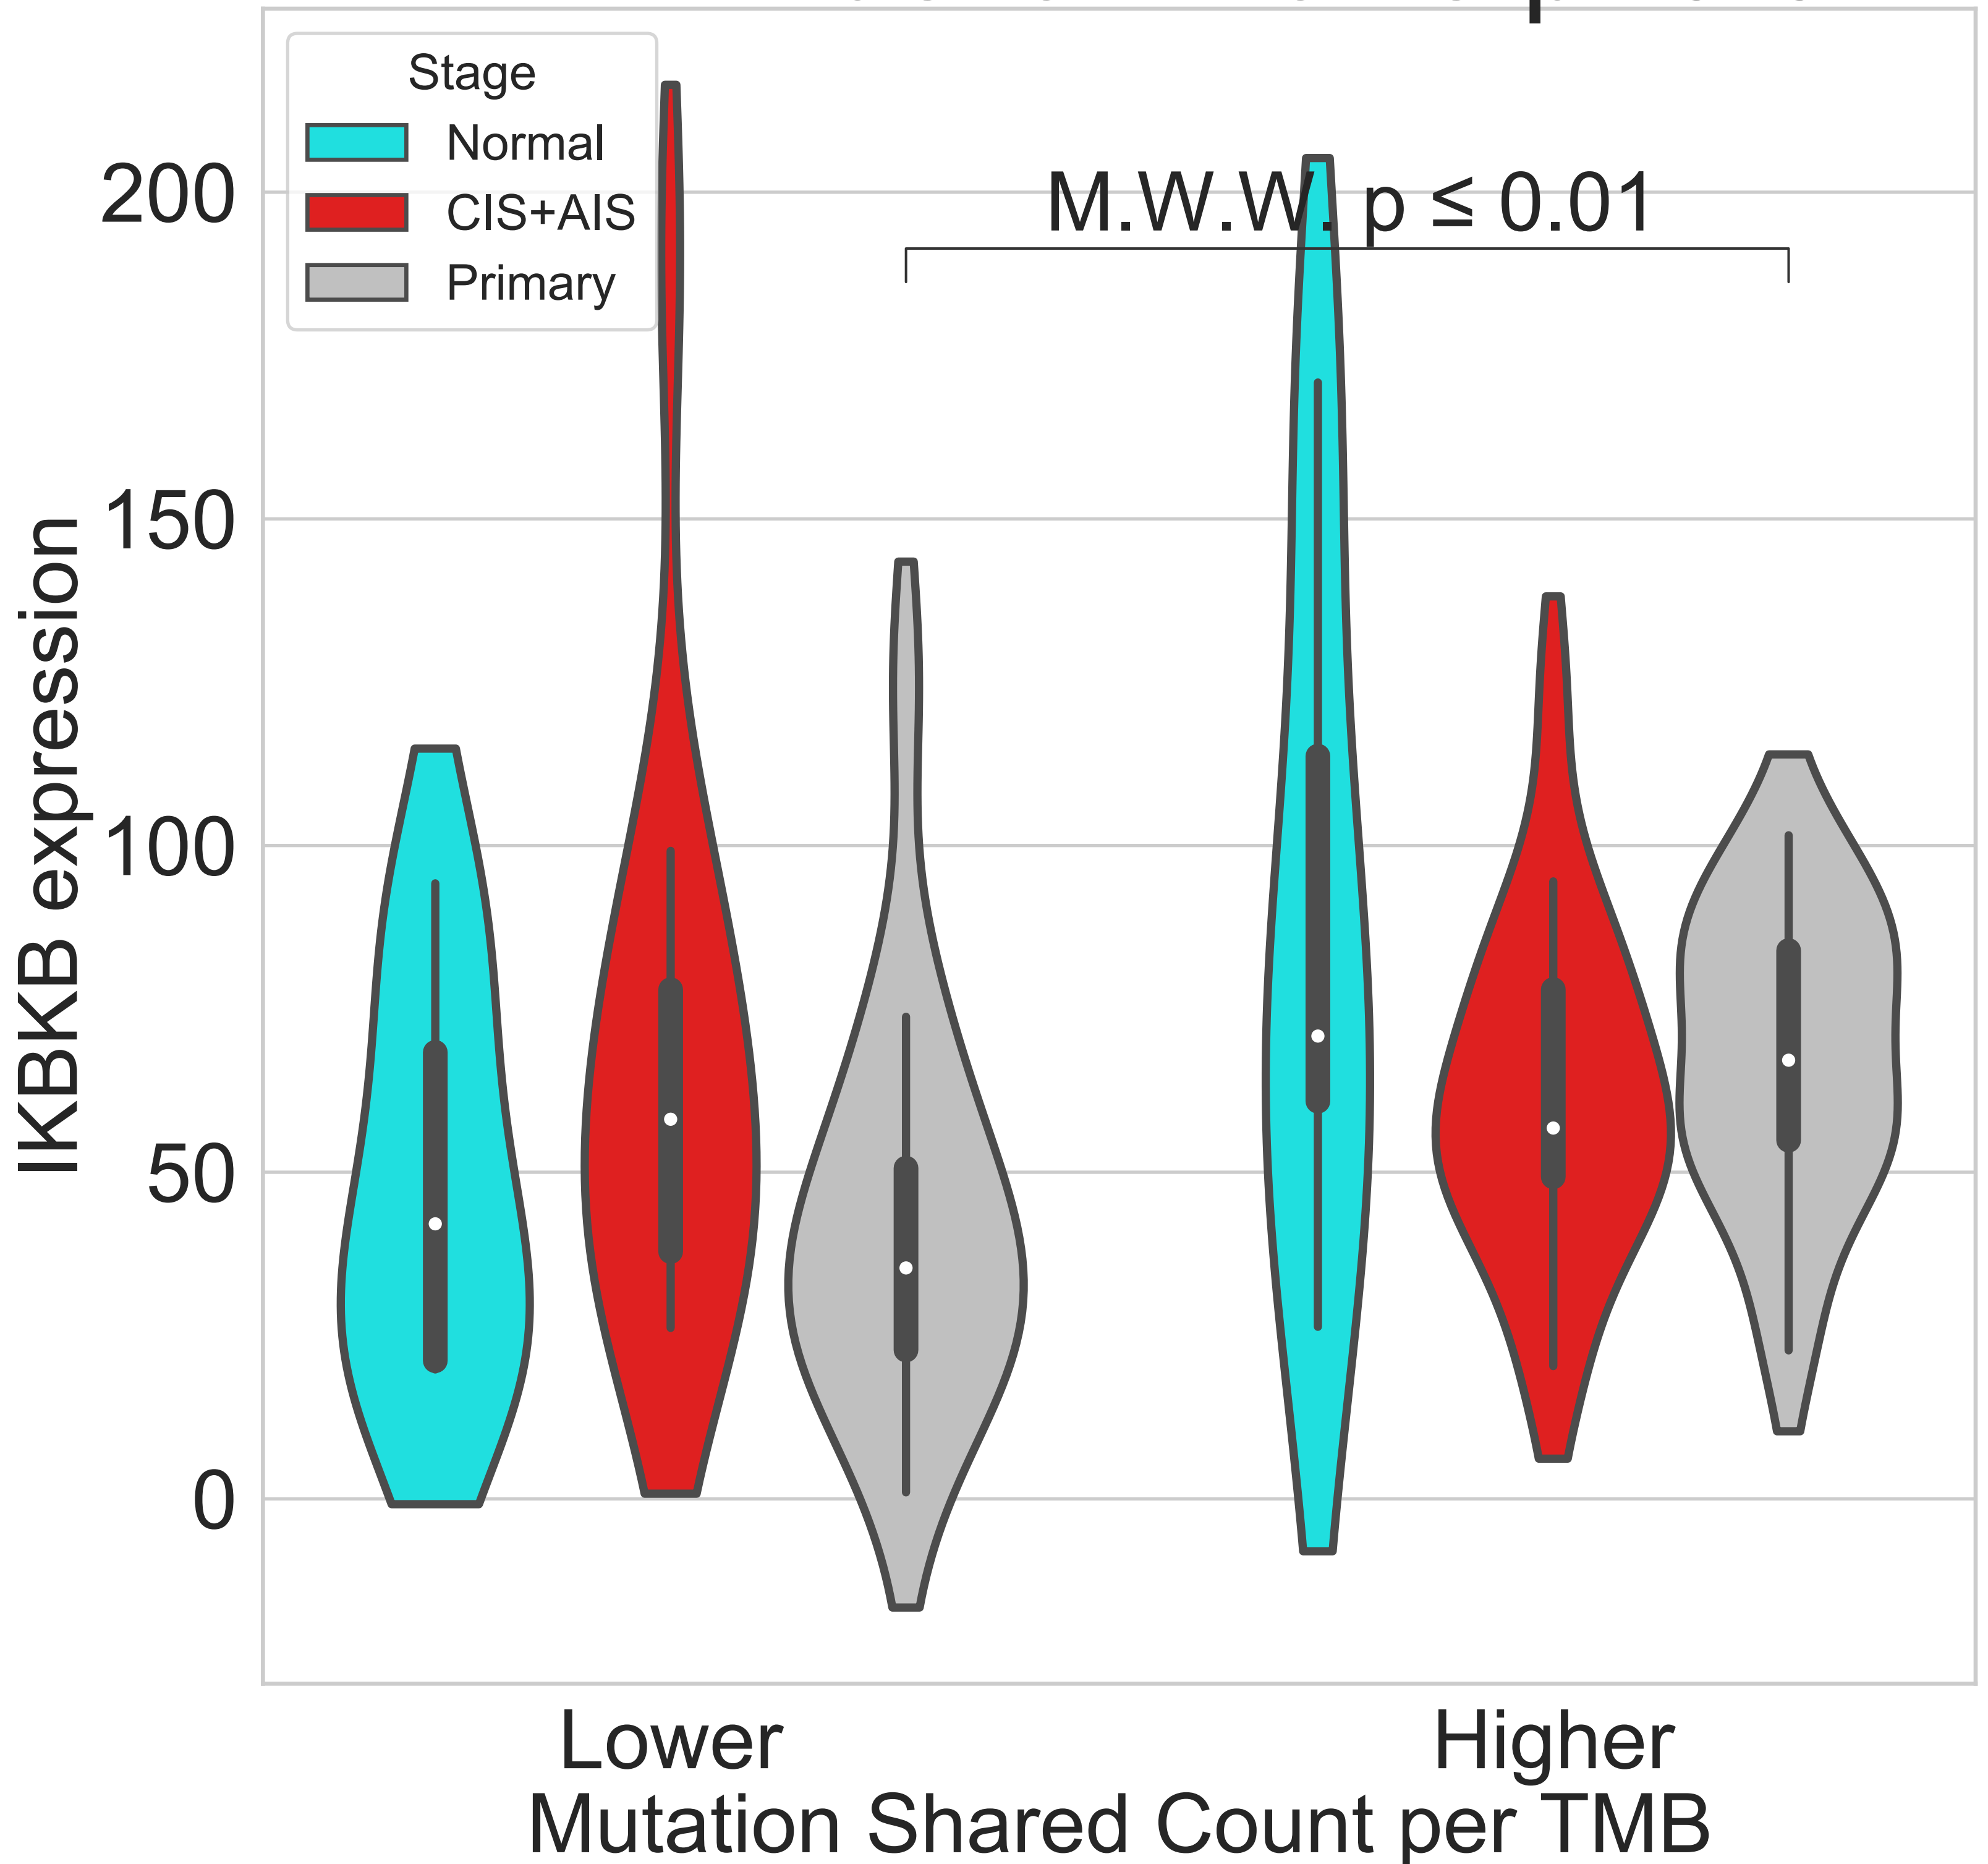 Stage
Normal
CIS+AIS
Primary
M.W.W. p ≤ 0.01
200
150
100
50
0
IKBKB expression
Lower
Higher
Mutation Shared Count per TMB